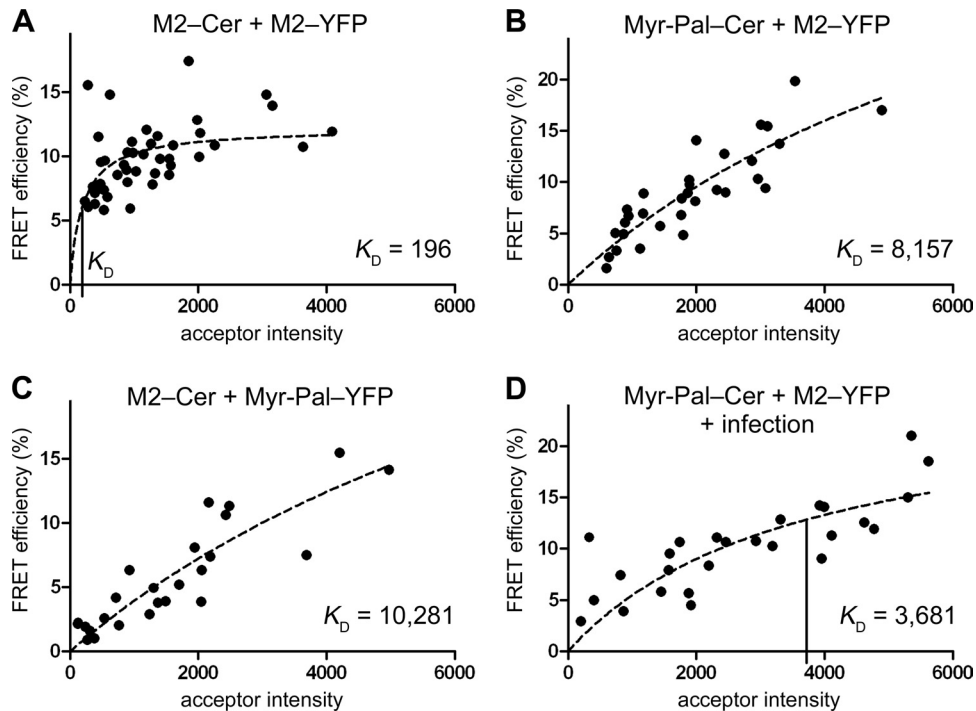 A
M2–Cer + M2–YFP
FRET efficiency (%)
15
10
5
0
K_D
K_D = 196
0 2000 4000 6000
acceptor intensity
B
Myr-Pal–Cer + M2–YFP
FRET efficiency (%)
20
15
10
5
0
K_D = 8,157
0 2000 4000 6000
acceptor intensity
C
M2–Cer + Myr-Pal–YFP
FRET efficiency (%)
15
10
5
0
K_D = 10,281
0 2000 4000 6000
acceptor intensity
D
Myr-Pal–Cer + M2–YFP
+ infection
FRET efficiency (%)
20
15
10
5
0
K_D = 3,681
0 2000 4000 6000
acceptor intensity